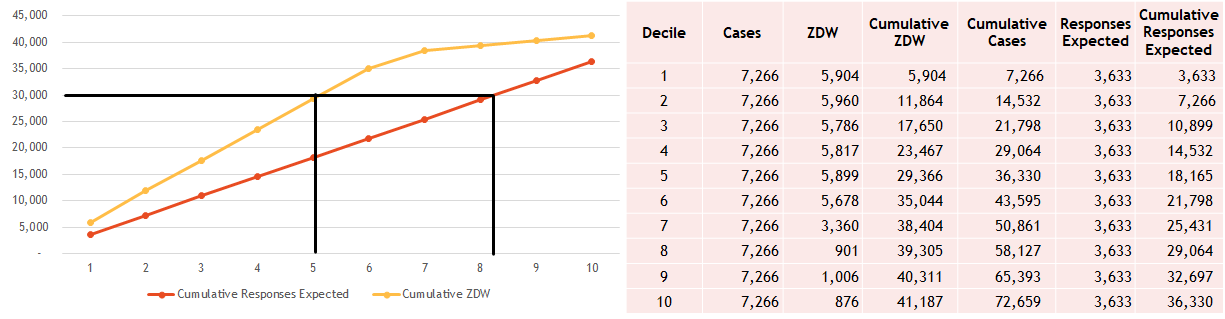 45,000
40,000
35,000
30,000
25,000
20,000
15,000
10,000
5,000
-
1 2 3 4 5 6 7 8 9 10
Cumulative Responses Expected Cumulative ZDW
Decile Cases ZDW Cumulative ZDW Cumulative Cases Responses Expected Cumulative Responses Expected
1 7,266 5,904 5,904 7,266 3,633 3,633
2 7,266 5,960 11,864 14,532 3,633 7,266
3 7,266 5,786 17,650 21,798 3,633 10,899
4 7,266 5,817 23,467 29,064 3,633 14,532
5 7,266 5,899 29,366 36,330 3,633 18,165
6 7,266 5,678 35,044 43,595 3,633 21,798
7 7,266 3,360 38,404 50,861 3,633 25,431
8 7,266 901 39,305 58,127 3,633 29,064
9 7,266 1,006 40,311 65,393 3,633 32,697
10 7,266 876 41,187 72,659 3,633 36,330